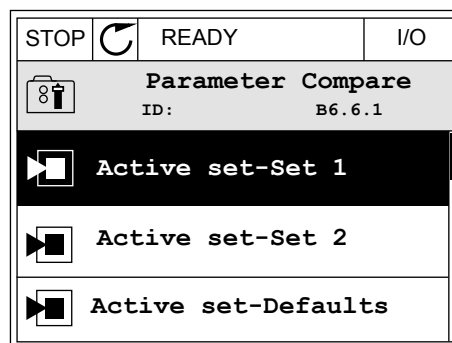 STOP READY I/O
Parameter Compare
ID: B6.6.1
Active set-Set 1
Active set-Set 2
Active set-Defaults